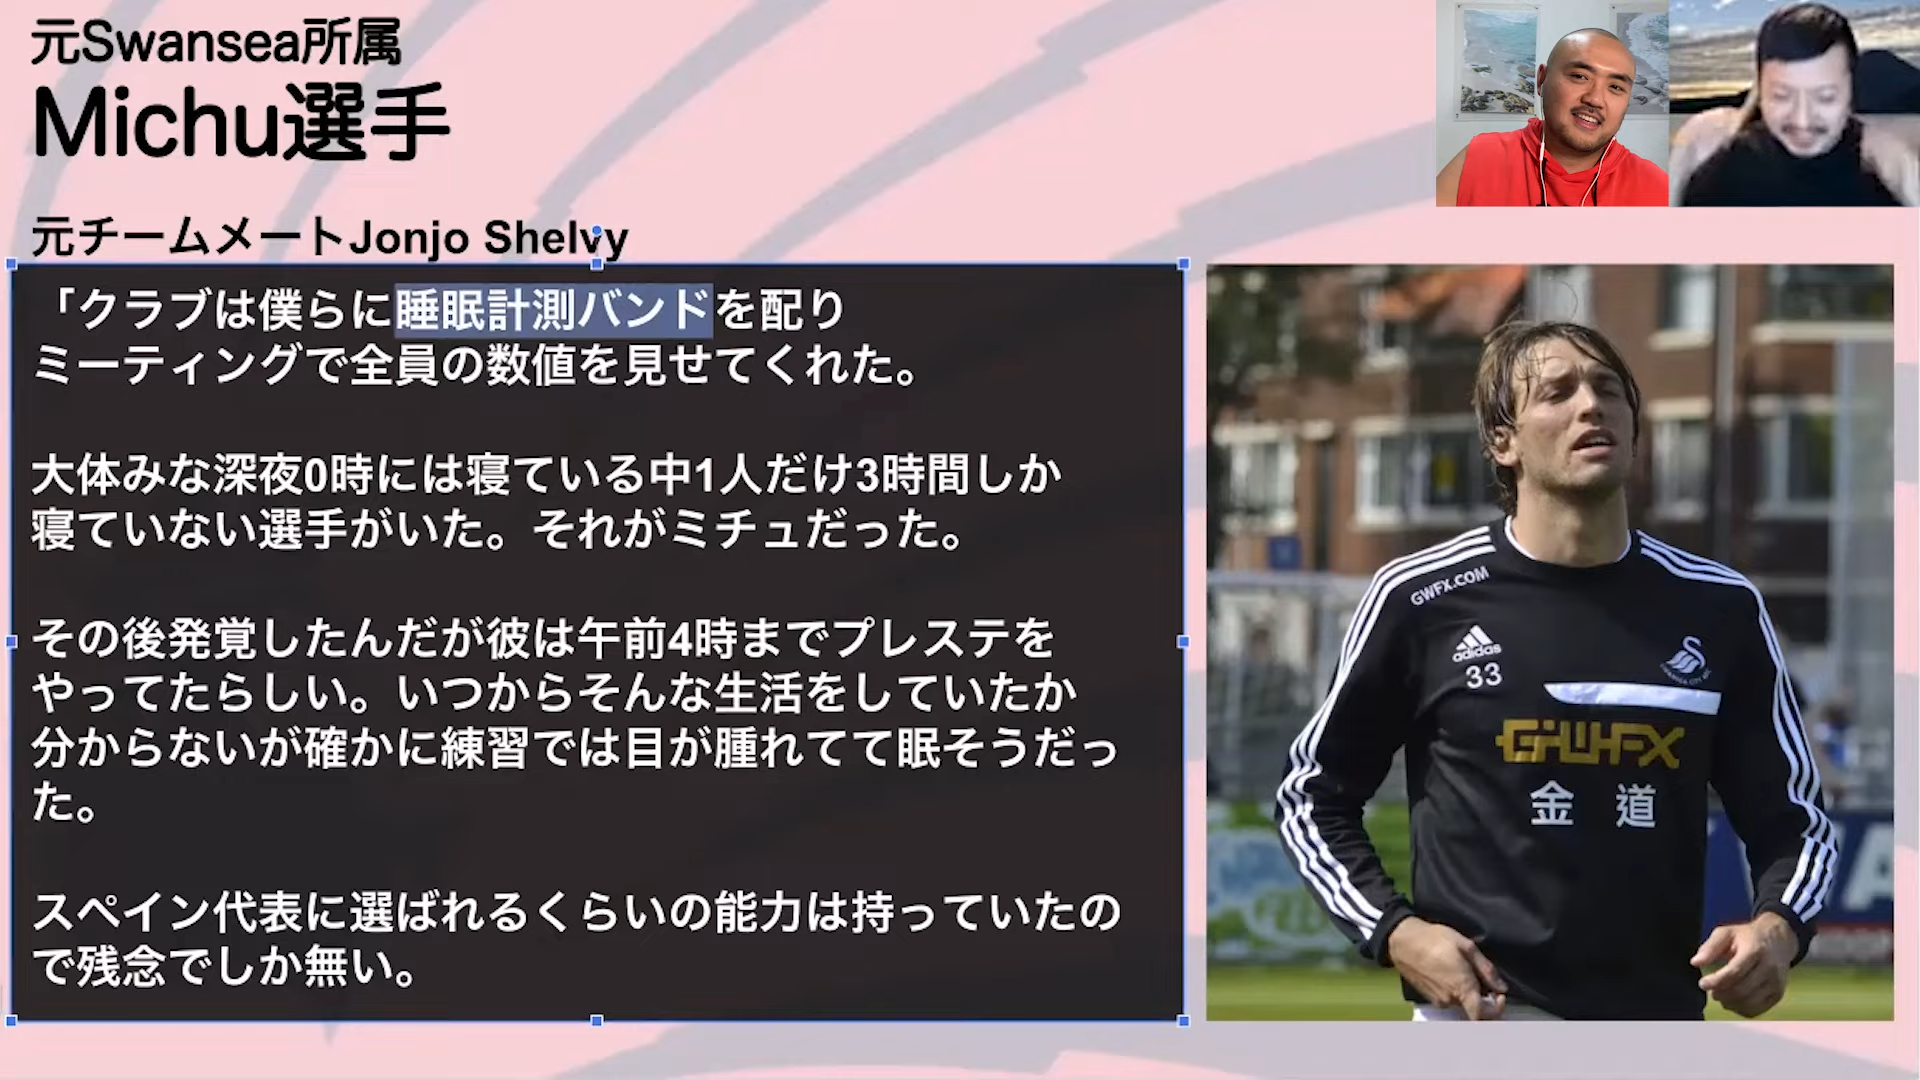 元Swansea所属
Michu選手
元チームメートJonjo Shelvy
「クラブは僕らに睡眠計測バンドを配り
ミーティングで全員の数値を見せてくれた。
大体みな深夜0時には寝ている中1人だけ3時間しか
寝ていない選手がいた。それがミチュだった。
その後発覚したんだが彼は午前4時までプレステを
やってたらしい。いつからそんな生活をしていたか
分からないが確かに練習では目が腫れてて眠そうだっ
た。
スペイン代表に選ばれるくらいの能力は持っていたの
で残念でしか無い。
GWFX.COM
adidas
33
GWFX
金道